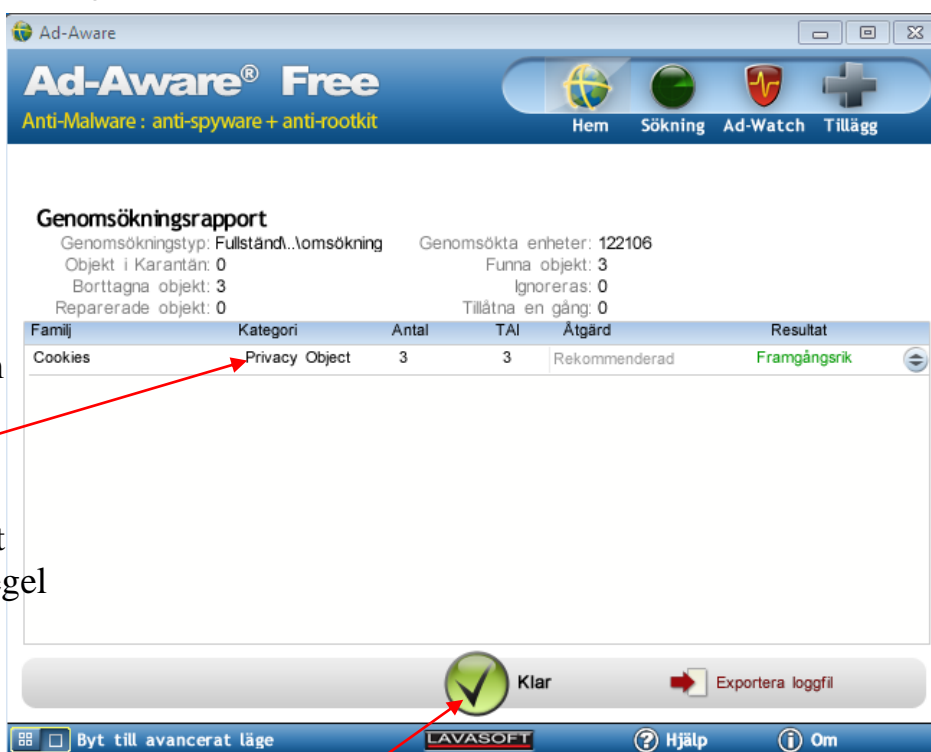 Ad-Aware
Ad-Aware® Free
Anti-Malware : anti-spyware + anti-rootkit
Hem Sökning Ad-Watch Tillägg
Genomsökningsrapport
Genomsökningstyp: Fullständ\..\omsökning Genomsökta enheter: 122106
Objekt i Karantän: 0 Funna objekt: 3
Borttagna objekt: 3 Ignoreras: 0
Reparerade objekt: 0 Tillåtna en gång: 0
Familj Kategori Antal TAI Åtgärd Resultat
Cookies Privacy Object 3 3 Rekommenderad Framgångsrik
Klar Exportera loggfil
Byt till avancerat läge LAVASOFT Hjälp Om